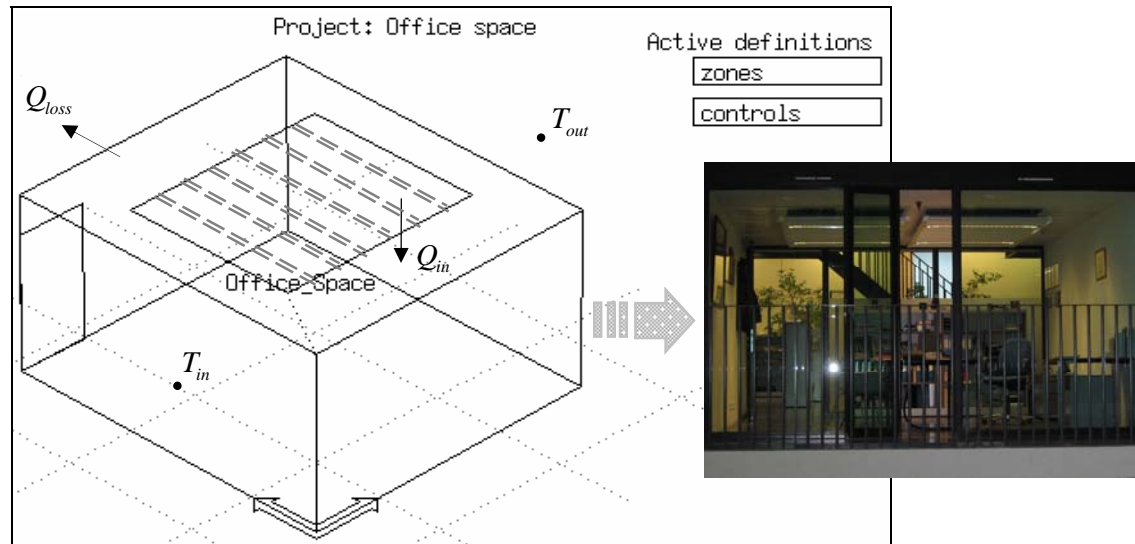 Project: Office space
Active definitions
zones
controls
Q_loss
T_out
Q_in
Office_Space
T_in